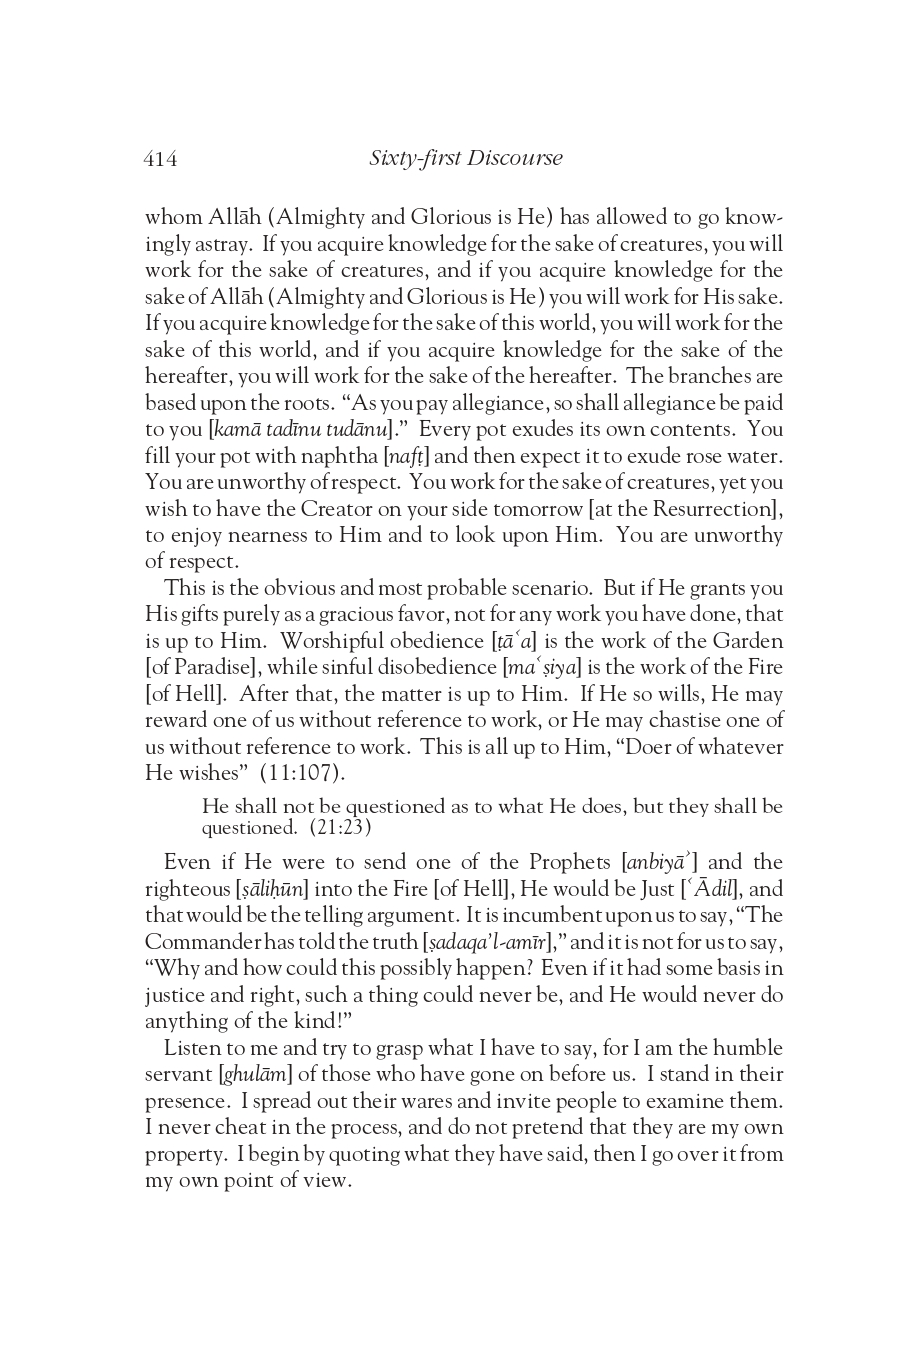 414 Sixty-first Discourse
whom Allāh (Almighty and Glorious is He) has allowed to go know-
ingly astray. If you acquire knowledge for the sake of creatures, you will
work for the sake of creatures, and if you acquire knowledge for the
sake of Allāh (Almighty and Glorious is He) you will work for His sake.
If you acquire knowledge for the sake of this world, you will work for the
sake of this world, and if you acquire knowledge for the sake of the
hereafter, you will work for the sake of the hereafter. The branches are
based upon the roots. “As you pay allegiance, so shall allegiance be paid
to you [kamā tadīnu tudānu].” Every pot exudes its own contents. You
fill your pot with naphtha [nafṭ] and then expect it to exude rose water.
You are unworthy of respect. You work for the sake of creatures, yet you
wish to have the Creator on your side tomorrow [at the Resurrection],
to enjoy nearness to Him and to look upon Him. You are unworthy
of respect.
This is the obvious and most probable scenario. But if He grants you
His gifts purely as a gracious favor, not for any work you have done, that
is up to Him. Worshipful obedience [ṭāʿa] is the work of the Garden
[of Paradise], while sinful disobedience [maʿṣiya] is the work of the Fire
[of Hell]. After that, the matter is up to Him. If He so wills, He may
reward one of us without reference to work, or He may chastise one of
us without reference to work. This is all up to Him, “Doer of whatever
He wishes” (11:107).
He shall not be questioned as to what He does, but they shall be
questioned. (21:23)
Even if He were to send one of the Prophets [anbiyāʾ] and the
righteous [ṣāliḥūn] into the Fire [of Hell], He would be Just [ʿĀdil], and
that would be the telling argument. It is incumbent upon us to say, “The
Commander has told the truth [ṣadaqa’l-amīr],” and it is not for us to say,
“Why and how could this possibly happen? Even if it had some basis in
justice and right, such a thing could never be, and He would never do
anything of the kind!”
Listen to me and try to grasp what I have to say, for I am the humble
servant [ghulām] of those who have gone on before us. I stand in their
presence. I spread out their wares and invite people to examine them.
I never cheat in the process, and do not pretend that they are my own
property. I begin by quoting what they have said, then I go over it from
my own point of view.